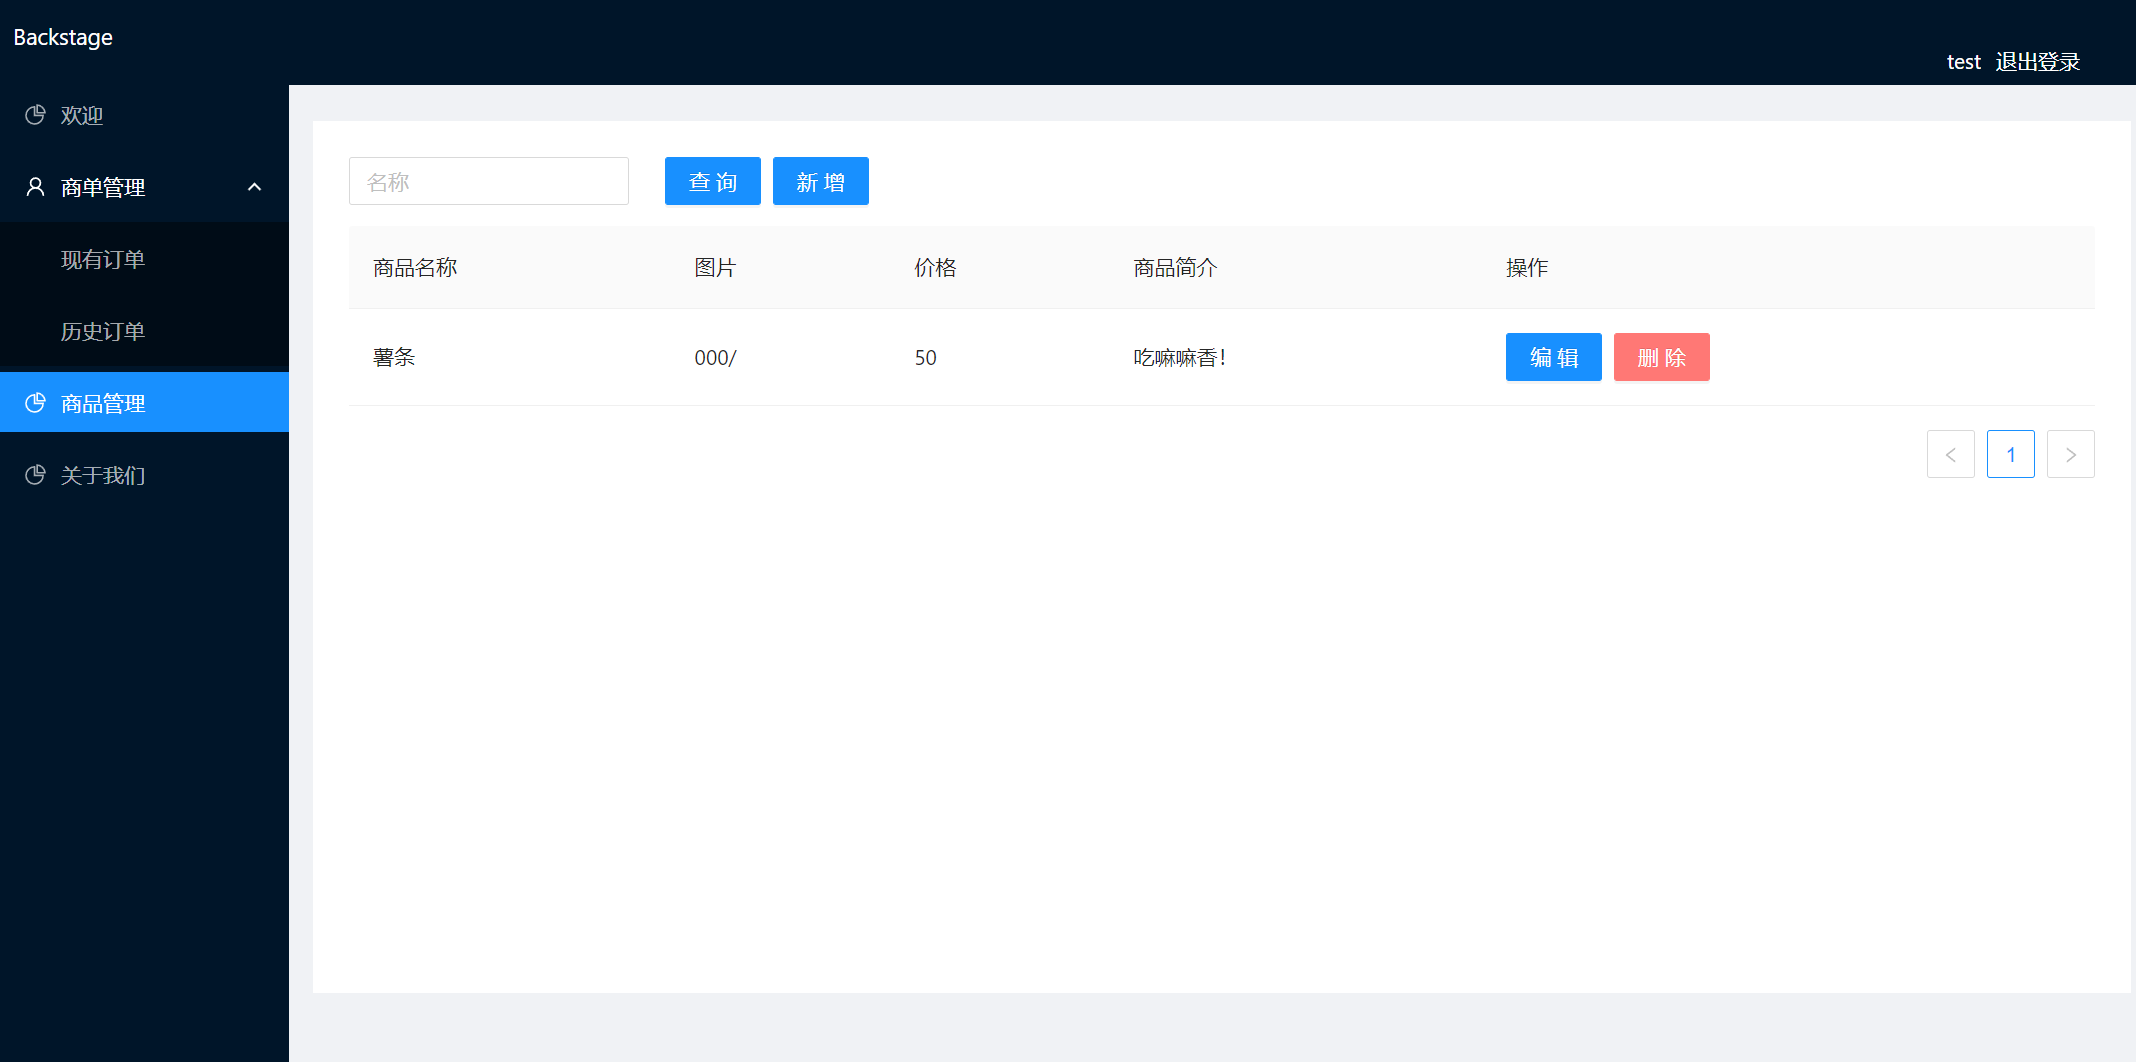 Backstage
test 退出登录
欢迎
商单管理
现有订单
历史订单
商品管理
关于我们
名称 查询 新增
商品名称 图片 价格 商品简介 操作
薯条 000/ 50 吃嘛嘛香！ 编辑 删除
1